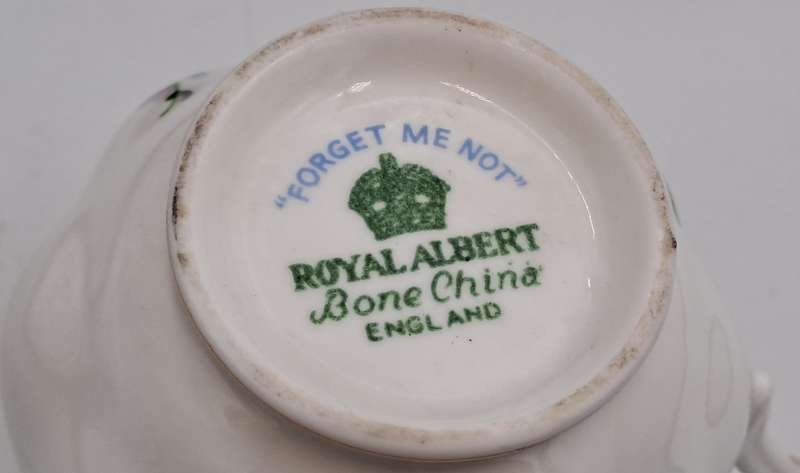 "FORGET ME NOT"
ROYAL ALBERT
Bone China
ENGLAND